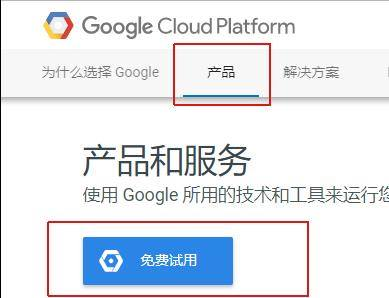 Google Cloud Platform
为什么选择 Google 产品 解决方案
产品和服务
使用 Google 所用的技术和工具来运行您
免费试用